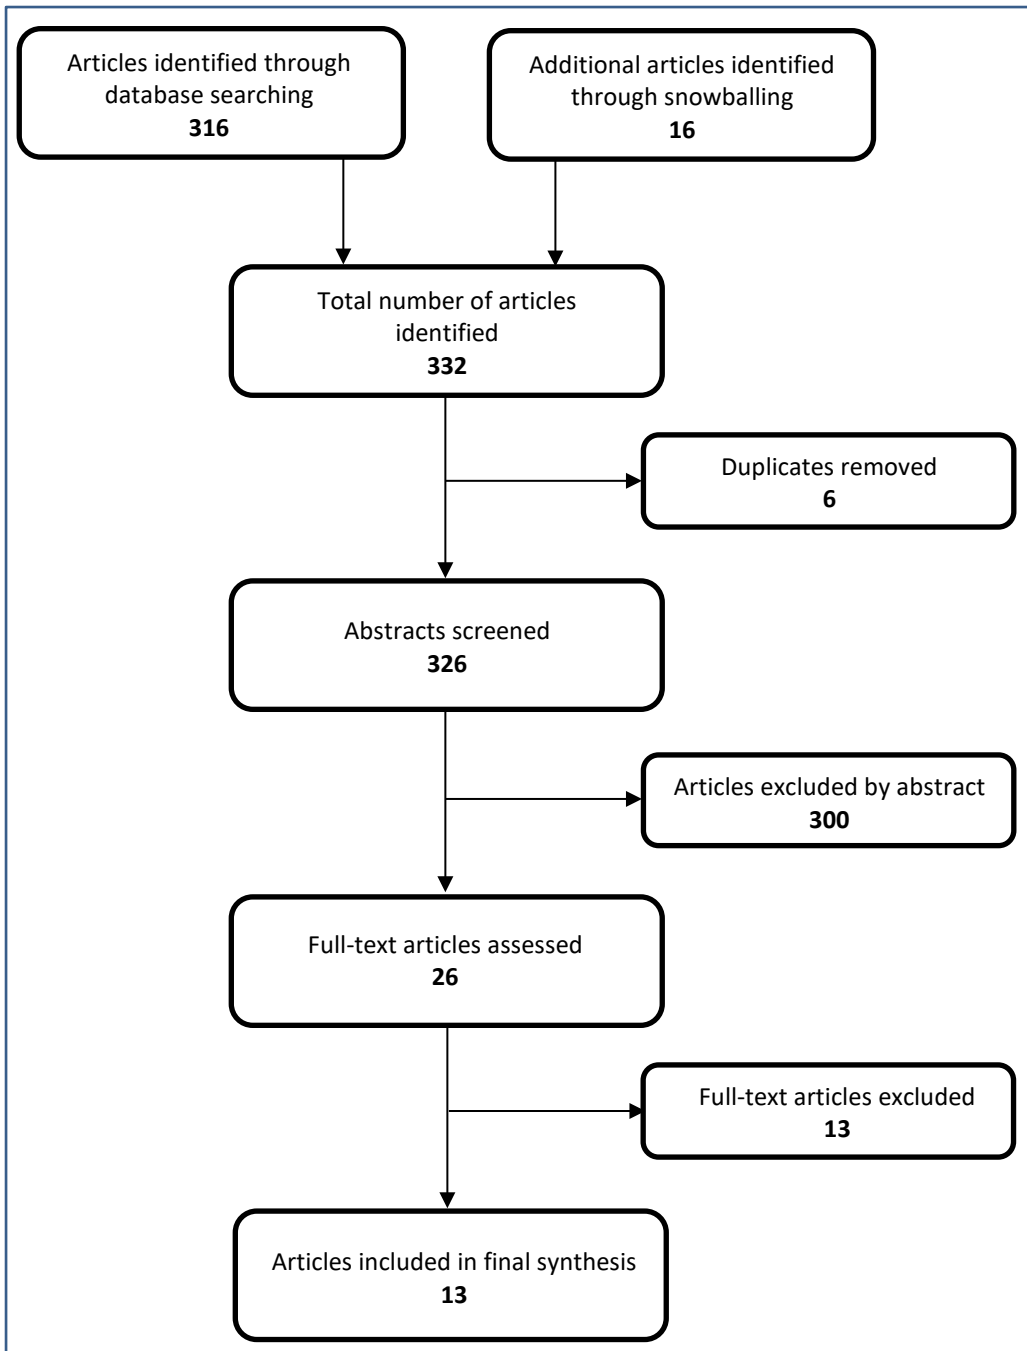 Articles identified through
database searching
316
Additional articles identified
through snowballing
16
Total number of articles
identified
332
Duplicates removed
6
Abstracts screened
326
Articles excluded by abstract
300
Full-text articles assessed
26
Full-text articles excluded
13
Articles included in final synthesis
13